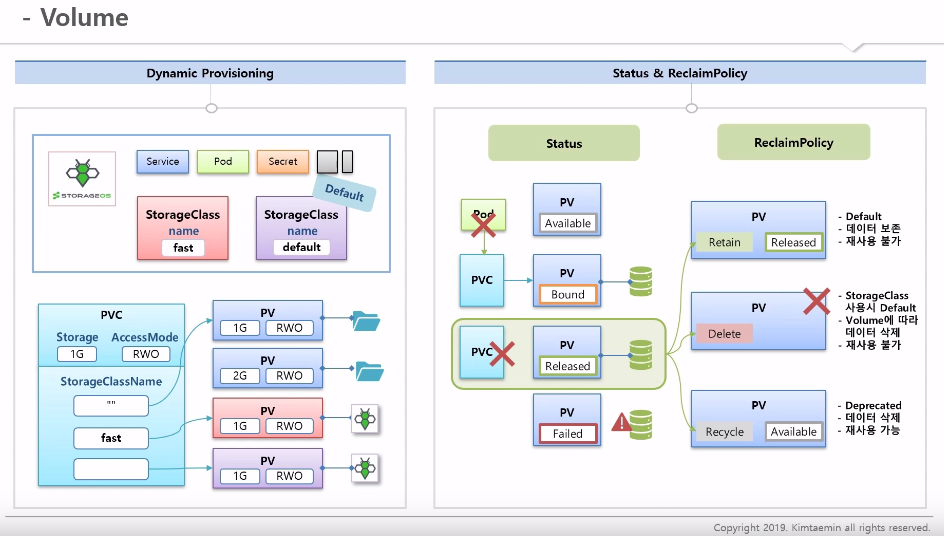 - Volume
Dynamic Provisioning
STORAGEOS
Service
Pod
Secret
Default
StorageClass
name
fast
StorageClass
name
default
PVC
Storage
AccessMode
1G
RWO
StorageClassName
""
fast
PV
1G
RWO
PV
2G
RWO
PV
1G
RWO
PV
1G
RWO
Status & ReclaimPolicy
Status
ReclaimPolicy
Pod
PVC
PVC
PV
Available
PV
Bound
PV
Released
PV
Failed
PV
Retain
Released
- Default
- 데이터 보존
- 재사용 불가
PV
Delete
- StorageClass
사용시 Default
- Volume에 따라
데이터 삭제
- 재사용 불가
PV
Recycle
Available
- Deprecated
- 데이터 삭제
- 재사용 가능
Copyright 2019. Kimtaemin all rights reserved.